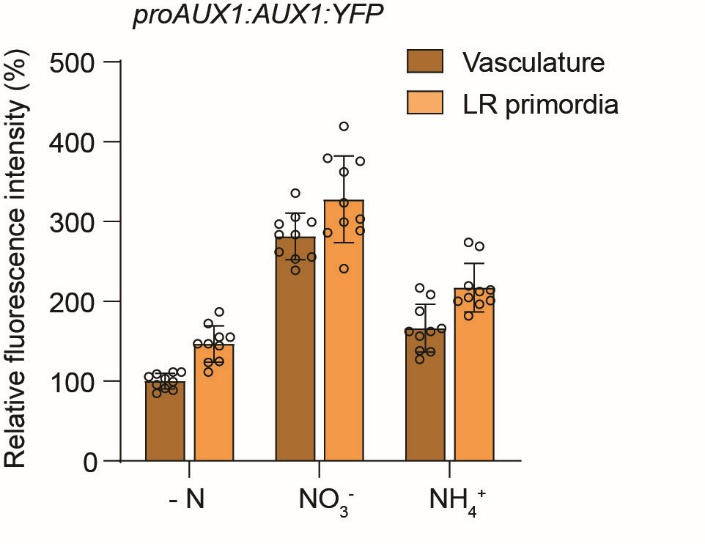 proAUX1:AUX1:YFP
Relative fluorescence intensity (%)
500
400
300
200
100
0
Vasculature
LR primordia
- N
NO₃⁻
NH₄⁺